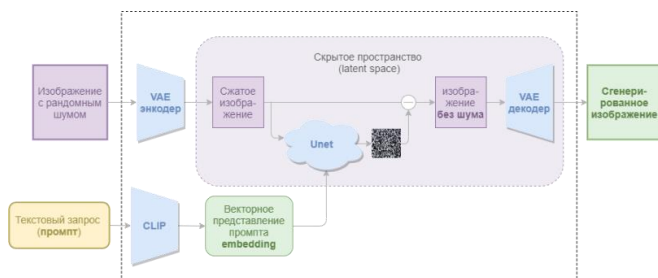 Скрытое пространство
(latent space)
Изображение
с рандомным
шумом
VAE
энкодер
Сжатое
изобра-
жение
изобра-
жение
без шума
VAE
декодер
Сгенери-
рованное
изображение
Unet
Текстовый запрос
(промпт)
CLIP
Векторное
представление
промпта
embedding